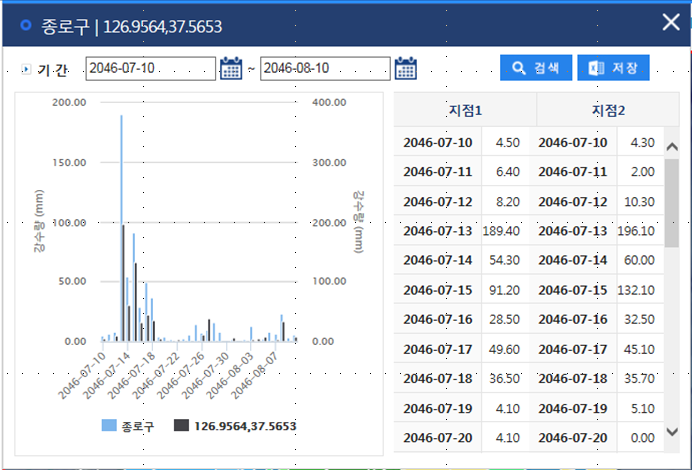 종로구 | 126.9564,37.5653
기 간 2046-07-10 ~ 2046-08-10 검색 저장
200.00 400.00
150.00 300.00
100.00 200.00
50.00 100.00
0.00 0.00
강수량 (mm)
강수량 (mm)
2046-07-10 2046-07-14 2046-07-18 2046-07-22 2046-07-26 2046-07-30 2046-08-03 2046-08-07
종로구 126.9564,37.5653
지점1 지점2
2046-07-10 4.50 2046-07-10 4.30
2046-07-11 6.40 2046-07-11 2.00
2046-07-12 8.20 2046-07-12 10.30
2046-07-13 189.40 2046-07-13 196.10
2046-07-14 54.30 2046-07-14 60.00
2046-07-15 91.20 2046-07-15 132.10
2046-07-16 28.50 2046-07-16 32.50
2046-07-17 49.60 2046-07-17 45.10
2046-07-18 36.50 2046-07-18 35.70
2046-07-19 4.10 2046-07-19 5.10
2046-07-20 4.10 2046-07-20 0.00